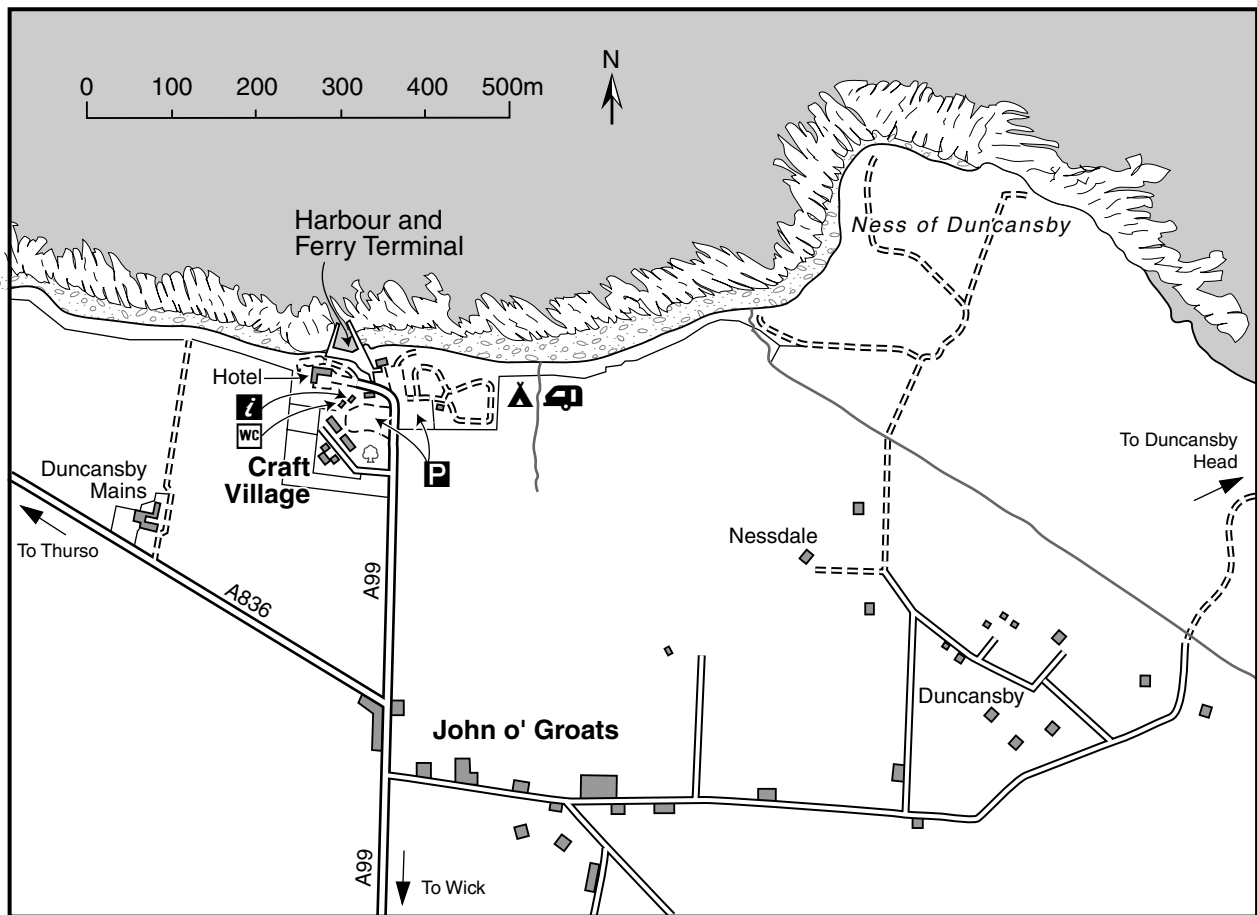 0 100 200 300 400 500m
N
Harbour and
Ferry Terminal
Ness of Duncansby
Hotel
i
WC
P
Craft
Village
Duncansby
Mains
To Thurso
A836
A99
To Duncansby
Head
Nessdale
Duncansby
John o' Groats
A99
To Wick